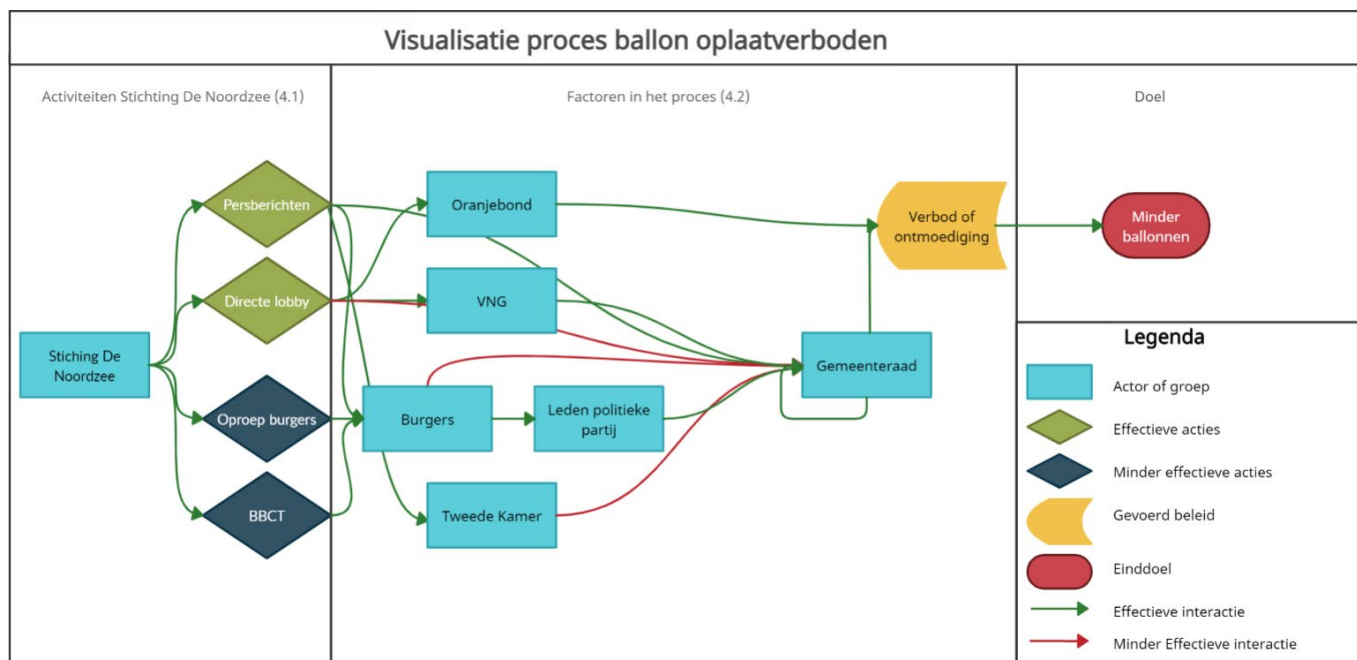 Visualisatie proces ballon oplaatverboden
Activiteiten Stichting De Noordzee (4.1)
Factoren in het proces (4.2)
Doel
Persberichten
Directe lobby
Stiching De
Noordzee
Oproep burgers
BBCT
Oranjebond
VNG
Burgers
Leden politieke
partij
Tweede Kamer
Gemeenteraad
Verbod of
ontmoediging
Minder
ballonnen
Legenda
Actor of groep
Effectieve acties
Minder effectieve acties
Gevoerd beleid
Einddoel
Effectieve interactie
Minder Effectieve interactie